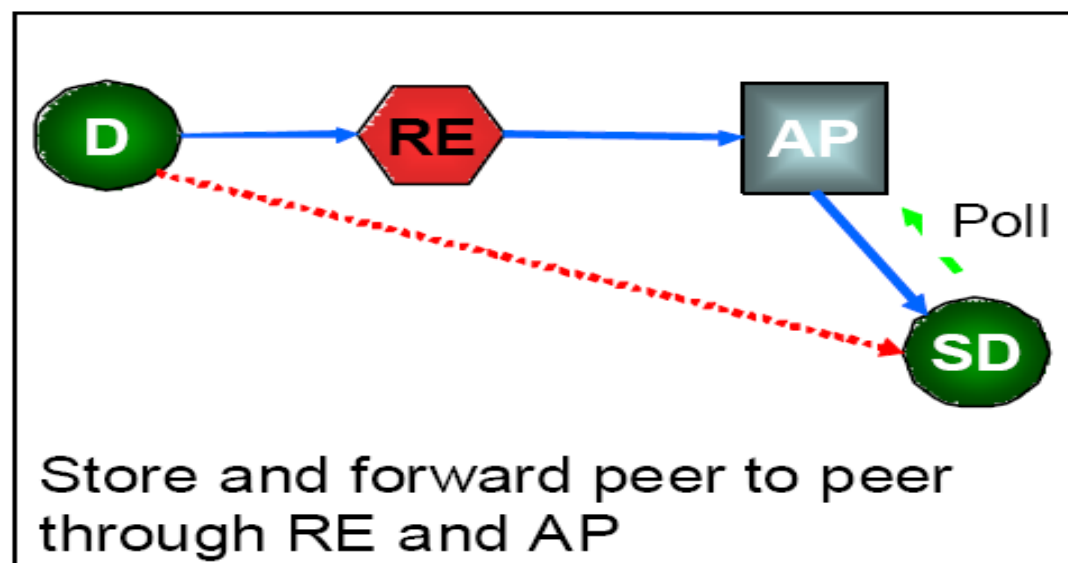 D
RE
AP
Poll
SD
Store and forward peer to peer
through RE and AP